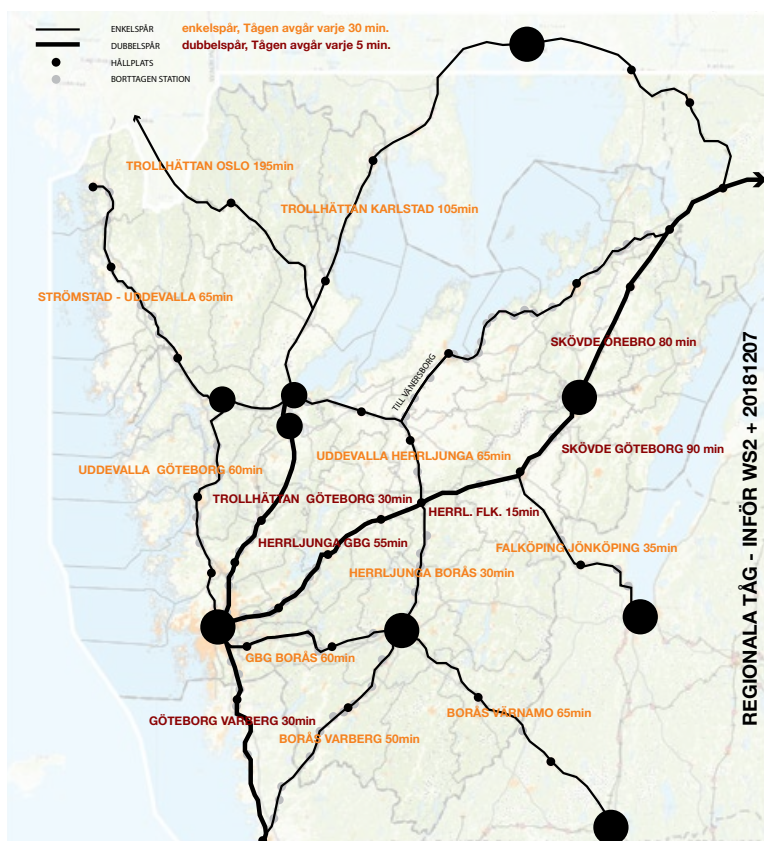 ENKELSPÅR
enkelspår, Tågen avgår varje 30 min.
DUBBELSPÅR
dubbelspår, Tågen avgår varje 5 min.
HÅLLPLATS
BORTTAGEN STATION
TROLLHÄTTAN OSLO 195min
TROLLHÄTTAN KARLSTAD 105min
STRÖMSTAD - UDDEVALLA 65min
SKÖVDE ÖREBRO 80 min
TILL VÄNERSBORG
SKÖVDE GÖTEBORG 90 min
UDDEVALLA HERRLJUNGA 65min
UDDEVALLA GÖTEBORG 60min
TROLLHÄTTAN GÖTEBORG 30min
HERRL. FLK. 15min
HERRLJUNGA GBG 55min
FALKÖPING JÖNKÖPING 35min
HERRLJUNGA BORÅS 30min
GBG BORÅS 60min
BORÅS VÄRNAMO 65min
GÖTEBORG VARBERG 30min
BORÅS VARBERG 50min
REGIONALA TÅG - INFÖR WS2 + 20181207